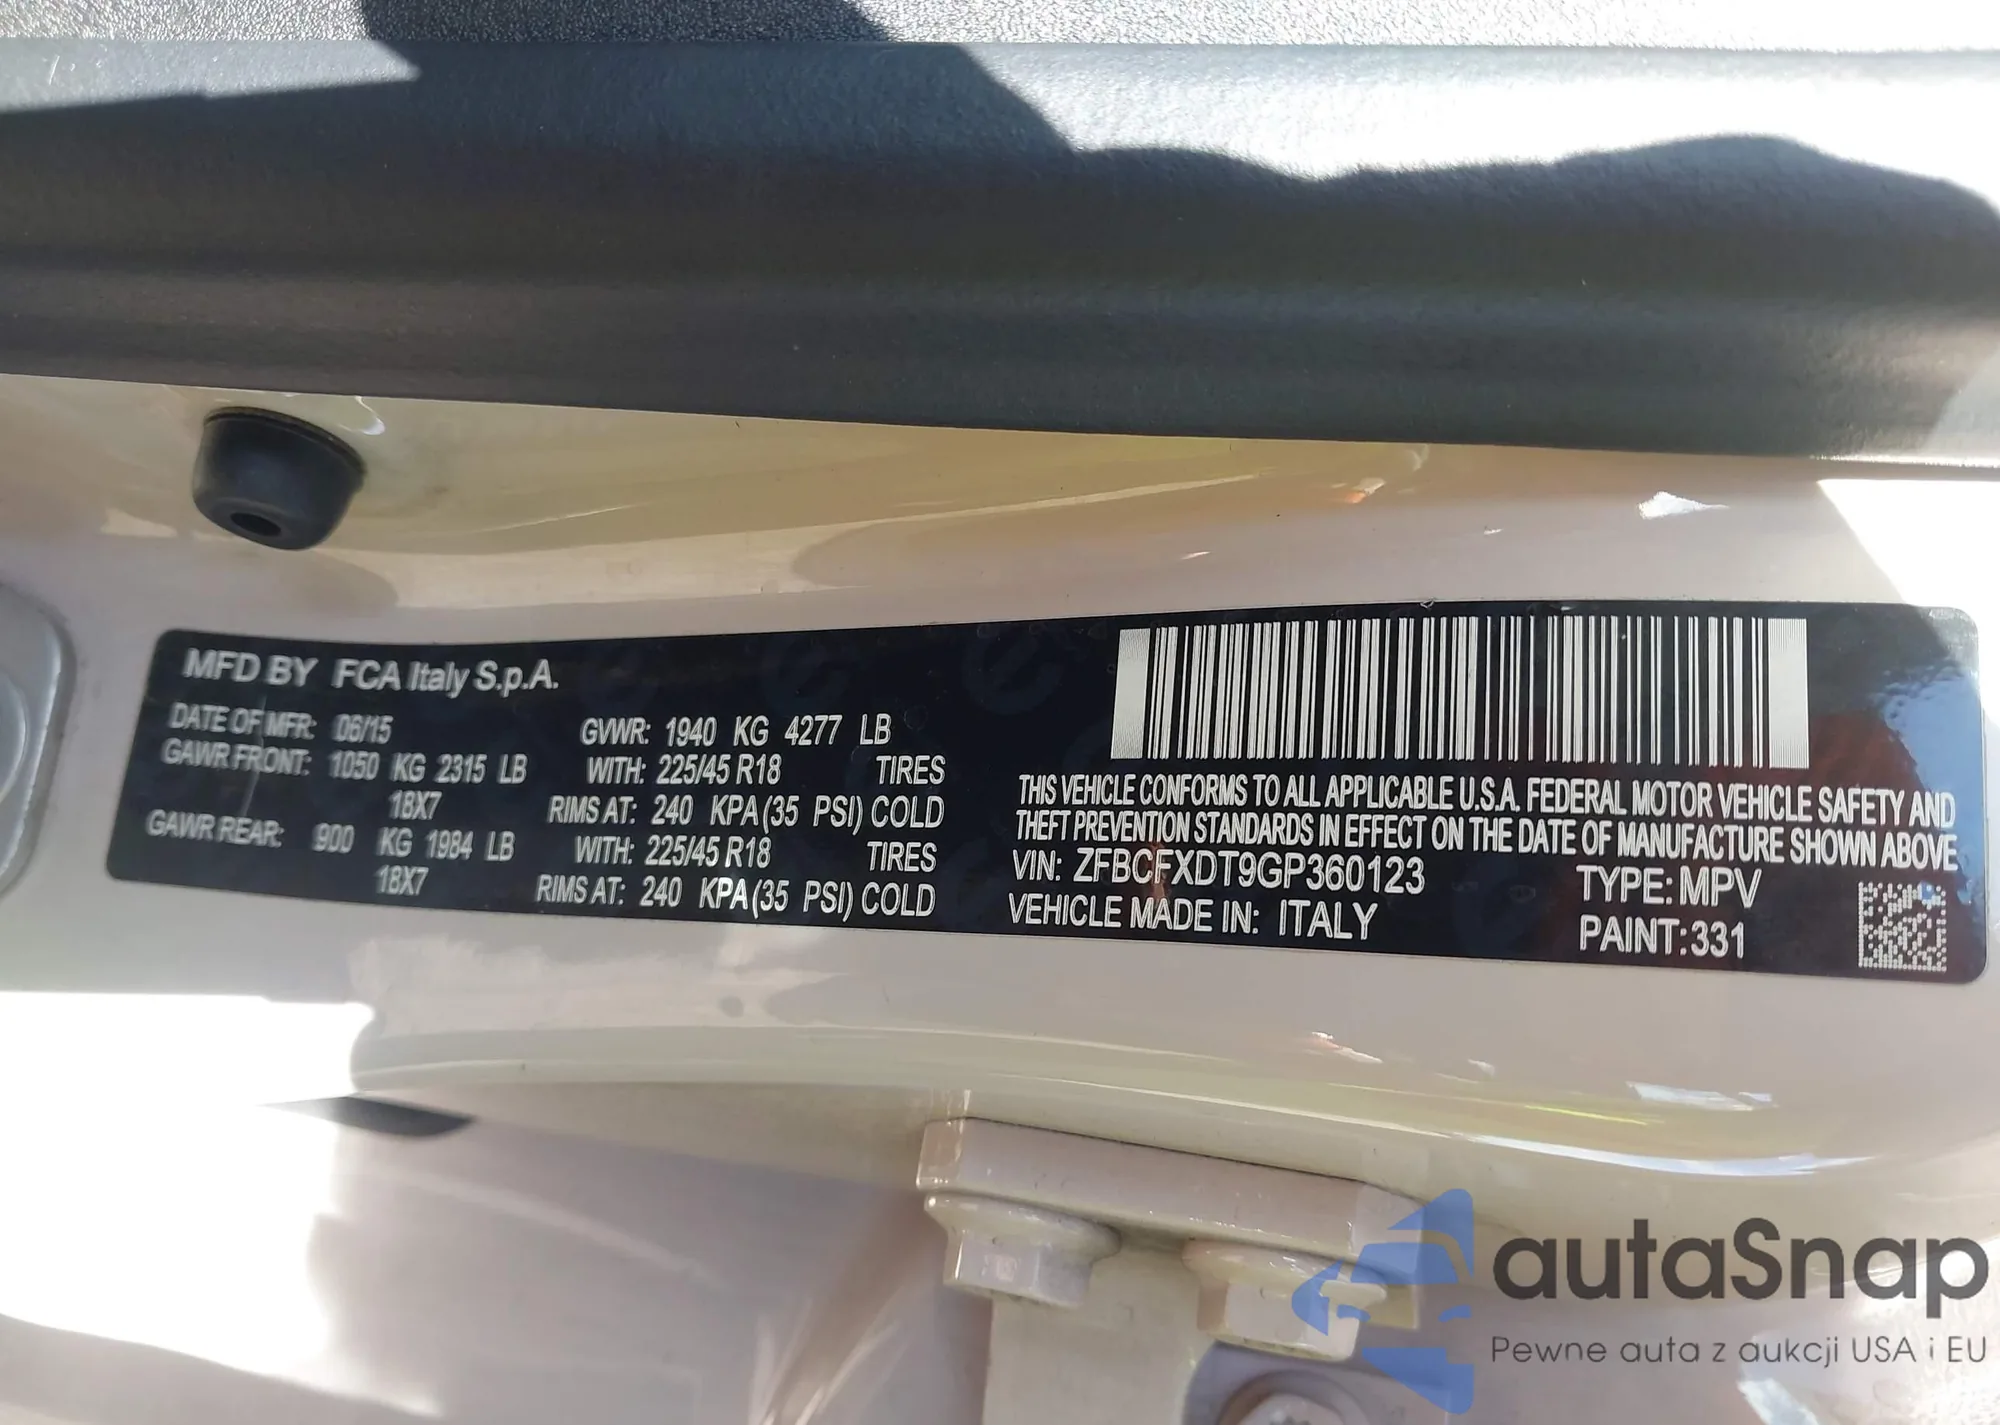 MFD BY FCA Italy S.p.A.
DATE OF MFR: 06/15 GVWR: 1940 KG 4277 LB
GAWR FRONT: 1050 KG 2315 LB WITH: 225/45 R18 TIRES
18X7 RIMS AT: 240 KPA(35 PSI) COLD
GAWR REAR: 900 KG 1984 LB WITH: 225/45 R18 TIRES
18X7 RIMS AT: 240 KPA(35 PSI) COLD
THIS VEHICLE CONFORMS TO ALL APPLICABLE U.S.A. FEDERAL MOTOR VEHICLE SAFETY AND
THEFT PREVENTION STANDARDS IN EFFECT ON THE DATE OF MANUFACTURE SHOWN ABOVE
VIN: ZFBCFXDT9GP360123 TYPE: MPV
VEHICLE MADE IN: ITALY PAINT:331
autaSnap
Pewne auta z aukcji USA i EU